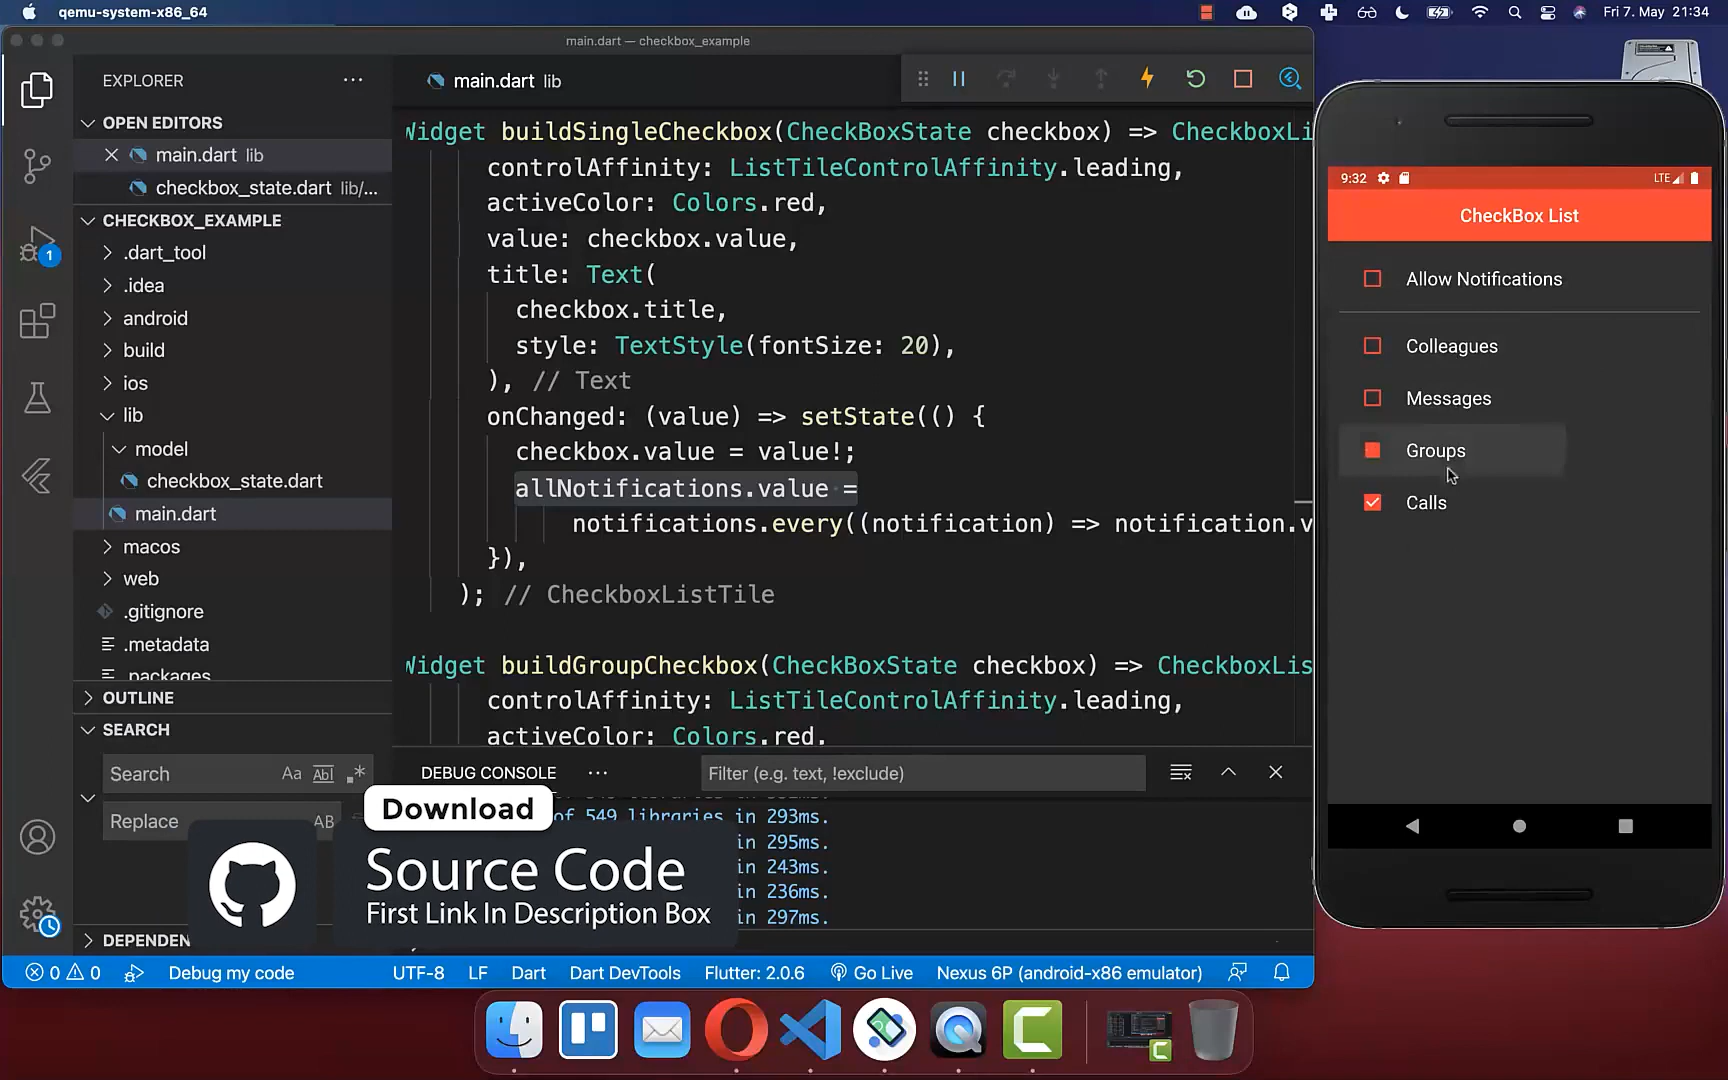 qemu-system-x86_64
Fri 7. May 21:34
main.dart — checkbox_example
EXPLORER
OPEN EDITORS
main.dart lib
checkbox_state.dart lib/...
CHECKBOX_EXAMPLE
.dart_tool
.idea
android
build
ios
lib
model
checkbox_state.dart
main.dart
macos
web
.gitignore
.metadata
.packages
OUTLINE
SEARCH
Search
Aa
Abl
Replace
AB
DEPENDEN
1
main.dart lib
Widget buildSingleCheckbox(CheckBoxState checkbox) => CheckboxLi
controlAffinity: ListTileControlAffinity.leading,
activeColor: Colors.red,
value: checkbox.value,
title: Text(
checkbox.title,
style: TextStyle(fontSize: 20),
), // Text
onChanged: (value) => setState(() {
checkbox.value = value!;
allNotifications.value =
notifications.every((notification) => notification.v
}),
); // CheckboxListTile
Widget buildGroupCheckbox(CheckBoxState checkbox) => CheckboxLis
controlAffinity: ListTileControlAffinity.leading,
activeColor: Colors.red,
DEBUG CONSOLE
Filter (e.g. text, !exclude)
of 549 libraries in 293ms.
in 295ms.
in 243ms.
in 236ms.
in 297ms.
Download
Source Code
First Link In Description Box
0 0
Debug my code
UTF-8
LF
Dart
Dart DevTools
Flutter: 2.0.6
Go Live
Nexus 6P (android-x86 emulator)
9:32
LTE
CheckBox List
Allow Notifications
Colleagues
Messages
Groups
Calls